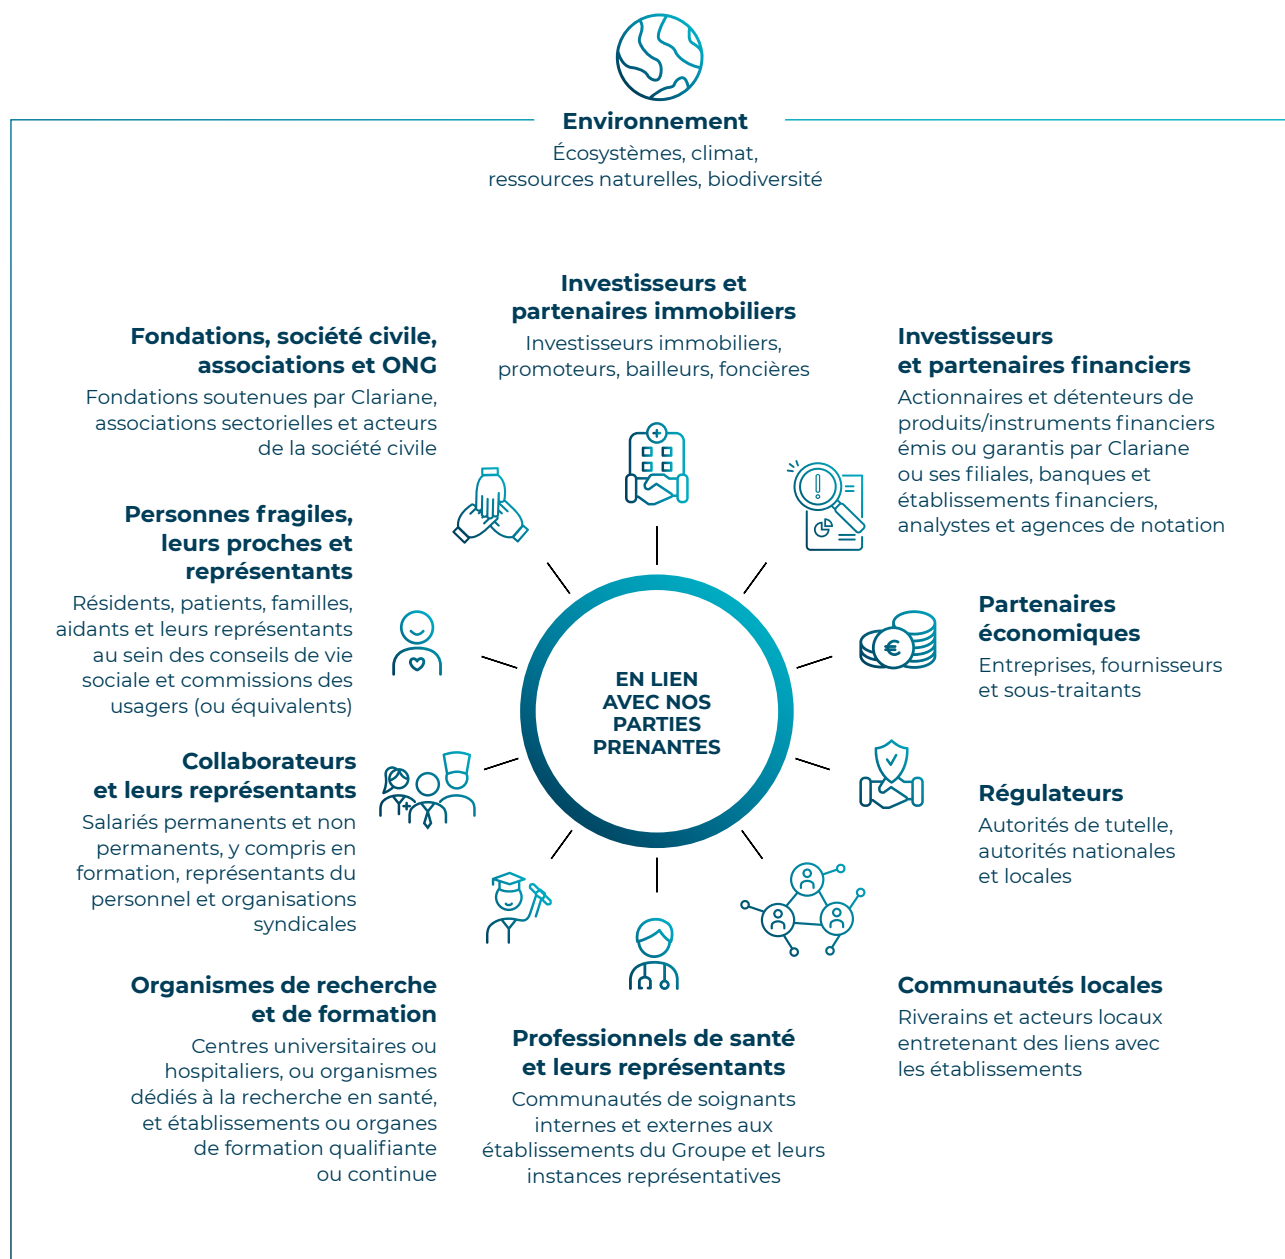 Environnement
Écosystèmes, climat,
ressources naturelles, biodiversité
Investisseurs et
partenaires immobiliers
Investisseurs immobiliers,
promoteurs, bailleurs, foncières
Fondations, société civile,
associations et ONG
Fondations soutenues par Clariane,
associations sectorielles et acteurs
de la société civile
Investisseurs
et partenaires financiers
Actionnaires et détenteurs de
produits/instruments financiers
émis ou garantis par Clariane
ou ses filiales, banques et
établissements financiers,
analystes et agences de notation
Personnes fragiles,
leurs proches et
représentants
Résidents, patients, familles,
aidants et leurs représentants
au sein des conseils de vie
sociale et commissions des
usagers (ou équivalents)
Partenaires
économiques
Entreprises, fournisseurs
et sous-traitants
€
EN LIEN
AVEC NOS
PARTIES
PRENANTES
Collaborateurs
et leurs représentants
Salariés permanents et non
permanents, y compris en
formation, représentants du
personnel et organisations
syndicales
Régulateurs
Autorités de tutelle,
autorités nationales
et locales
Organismes de recherche
et de formation
Centres universitaires ou
hospitaliers, ou organismes
dédiés à la recherche en santé,
et établissements ou organes
de formation qualifiante
ou continue
Professionnels de santé
et leurs représentants
Communautés de soignants
internes et externes aux
établissements du Groupe et leurs
instances représentatives
Communautés locales
Riverains et acteurs locaux
entretenant des liens avec
les établissements